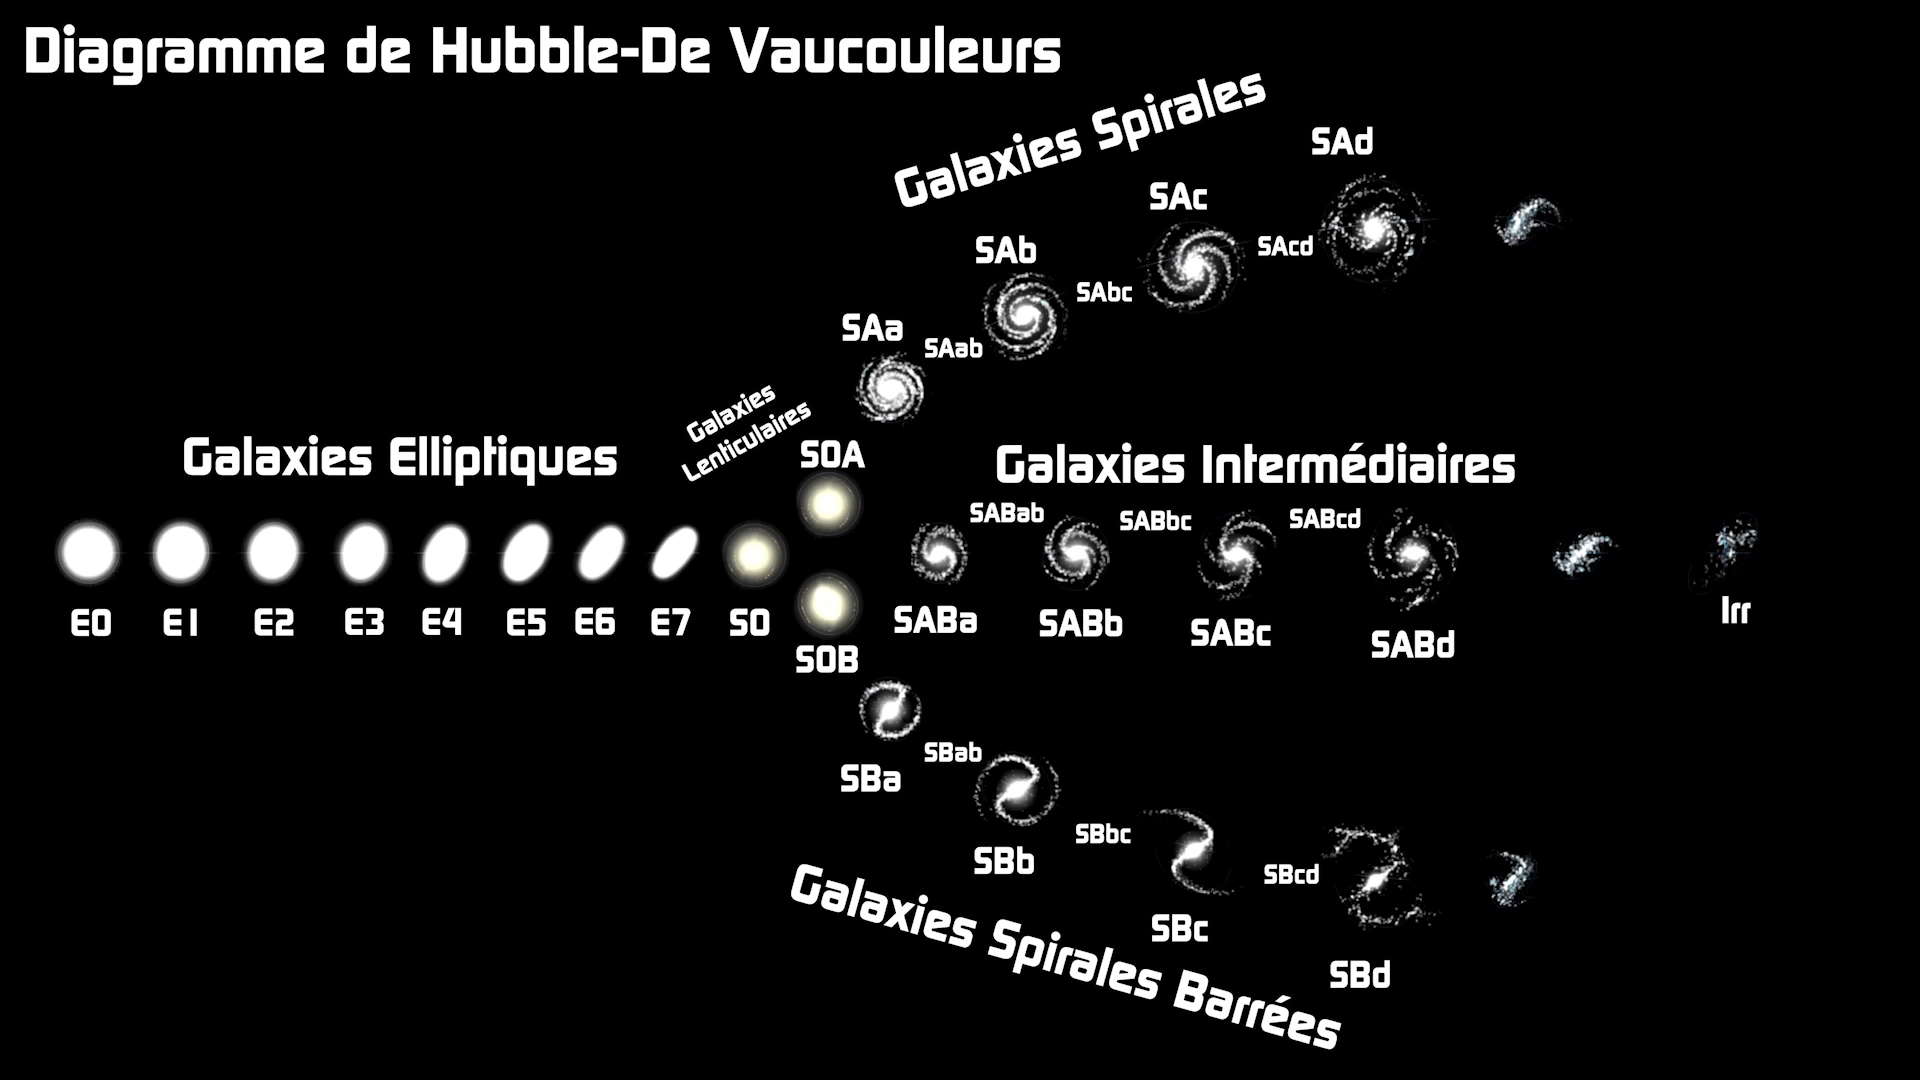 Diagramme de Hubble-De Vaucouleurs
Galaxies Spirales
SAd
SAc
SAcd
SAb
SAbc
SAa
SAab
Galaxies
Lenticulaires
Galaxies Elliptiques
S0A
Galaxies Intermédiaires
SABab
SABbc
SABcd
E0
E1
E2
E3
E4
E5
E6
E7
S0
SABa
SABb
SABc
SABd
Irr
S0B
SBa
SBab
SBb
SBbc
SBc
SBcd
SBd
Galaxies Spirales Barrées